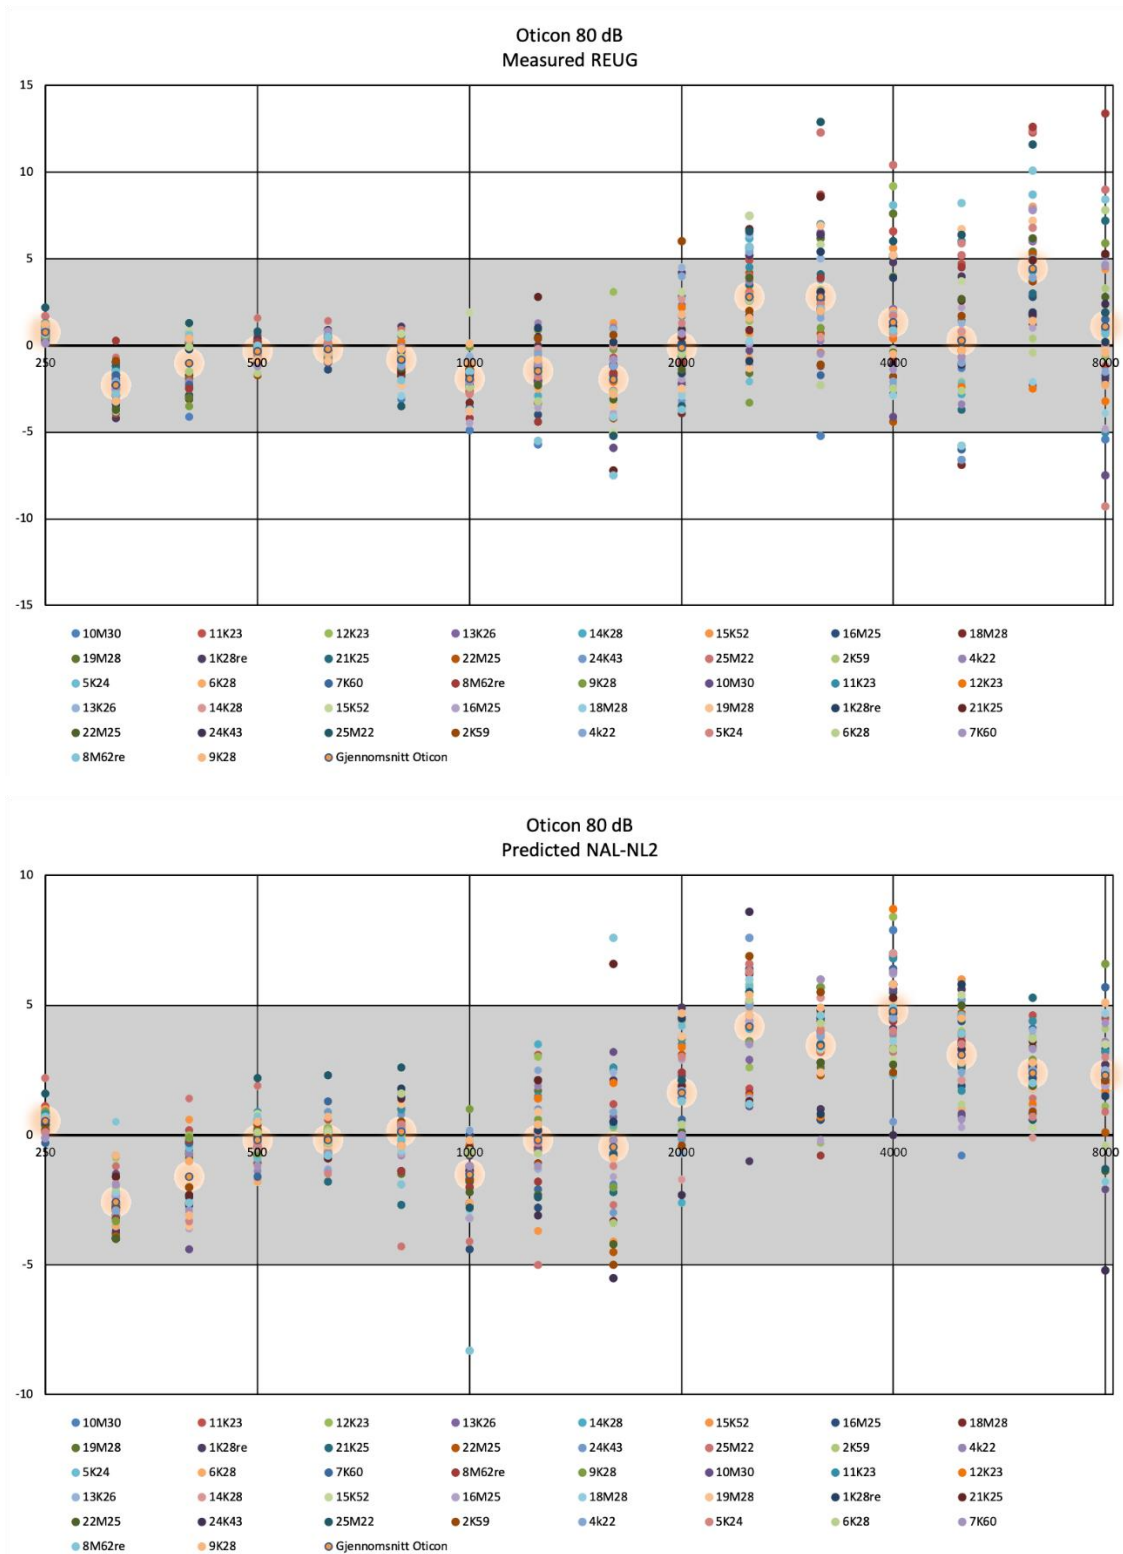 Oticon 80 dB
Measured REUG
15
10
5
0
250 500 1000 2000 4000 8000
-5
-10
-15
10M30 11K23 12K23 13K26 14K28 15K52 16M25 18M28
19M28 1K28re 21K25 22M25 24K43 25M22 2K59 4k22
5K24 6K28 7K60 8M62re 9K28 10M30 11K23 12K23
13K26 14K28 15K52 16M25 18M28 19M28 1K28re 21K25
22M25 24K43 25M22 2K59 4k22 5K24 6K28 7K60
8M62re 9K28 Gjennomsnitt Oticon
Oticon 80 dB
Predicted NAL-NL2
10
5
0
250 500 1000 2000 4000 8000
-5
-10
10M30 11K23 12K23 13K26 14K28 15K52 16M25 18M28
19M28 1K28re 21K25 22M25 24K43 25M22 2K59 4k22
5K24 6K28 7K60 8M62re 9K28 10M30 11K23 12K23
13K26 14K28 15K52 16M25 18M28 19M28 1K28re 21K25
22M25 24K43 25M22 2K59 4k22 5K24 6K28 7K60
8M62re 9K28 Gjennomsnitt Oticon